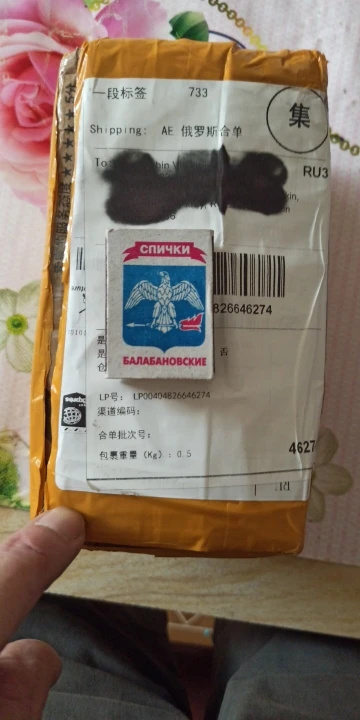 一段标签 733
集
Shipping: AE 俄罗斯合单
To
RU3
СПИЧКИ
БАЛАБАНОВСКИЕ
826646274
否
LP号: LP00404826646274
渠道编码:
合单批次号:
4627
包裹重量 (Kg): 0.5